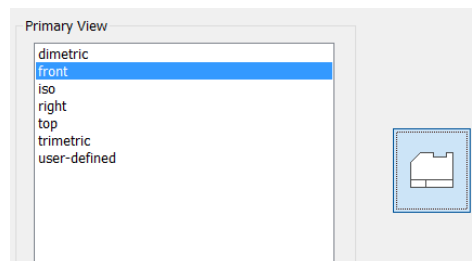 Primary View
dimetric
front
iso
right
top
trimetric
user-defined